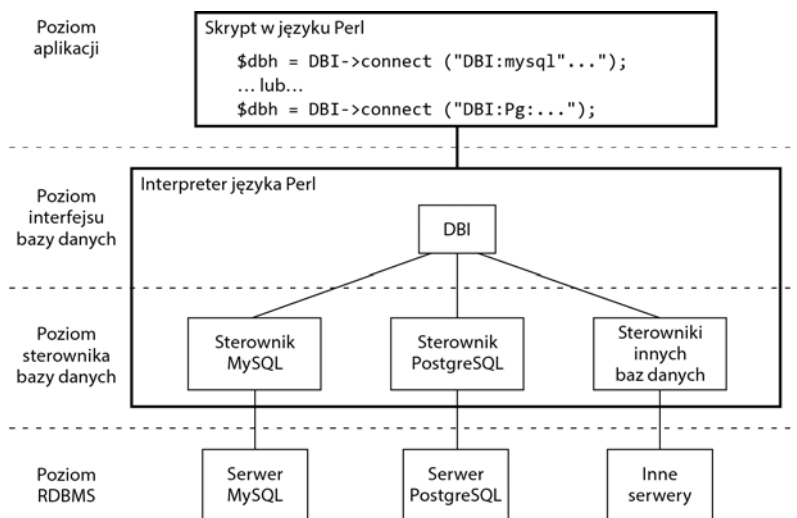 Poziom
aplikacji
Skrypt w języku Perl
$dbh = DBI->connect ("DBI:mysql"...");
... lub...
$dbh = DBI->connect ("DBI:Pg:...");
Poziom
interfejsu
bazy danych
Interpreter języka Perl
DBI
Poziom
sterownika
bazy danych
Sterownik
MySQL
Sterownik
PostgreSQL
Sterowniki
innych
baz danych
Poziom
RDBMS
Serwer
MySQL
Serwer
PostgreSQL
Inne
serwery